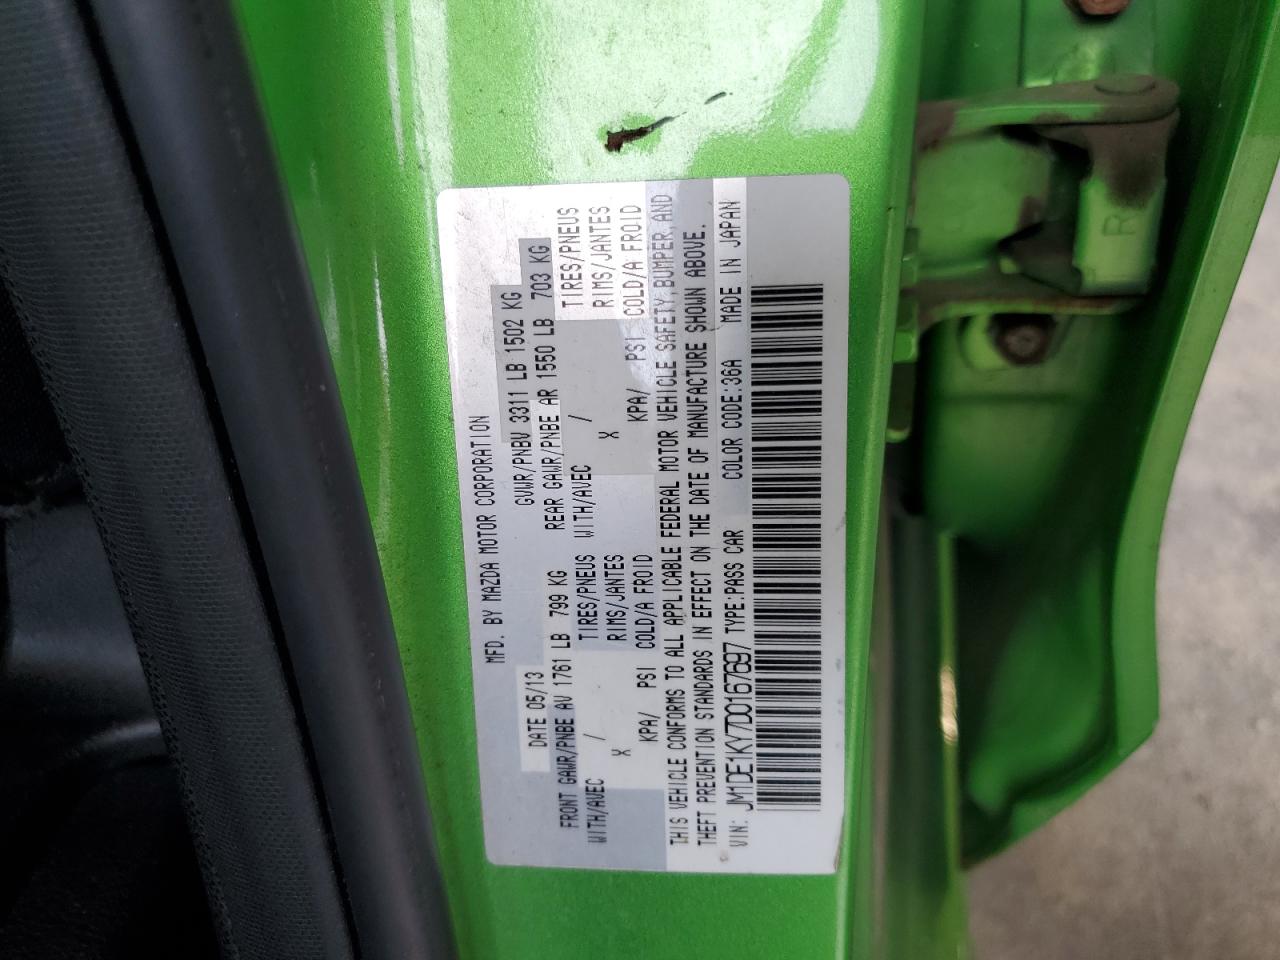 MFD. BY MAZDA MOTOR CORPORATION
DATE 05/13 GVWR/PNBV 3311 LB 1502 KG
FRONT GAWR/PNBE AV 1761 LB 799 KG REAR GAWR/PNBE AR 1550 LB 703 KG
WITH/AVEC / TIRES/PNEUS WITH/AVEC / TIRES/PNEUS
X RIMS/JANTES X RIMS/JANTES
KPA/ PSI COLD/A FROID KPA/ PSI COLD/A FROID
THIS VEHICLE CONFORMS TO ALL APPLICABLE FEDERAL MOTOR VEHICLE SAFETY, BUMPER, AND
THEFT PREVENTION STANDARDS IN EFFECT ON THE DATE OF MANUFACTURE SHOWN ABOVE.
VIN: JM1DE1KY7D0167697 TYPE:PASS CAR COLOR CODE:36A MADE IN JAPAN
R